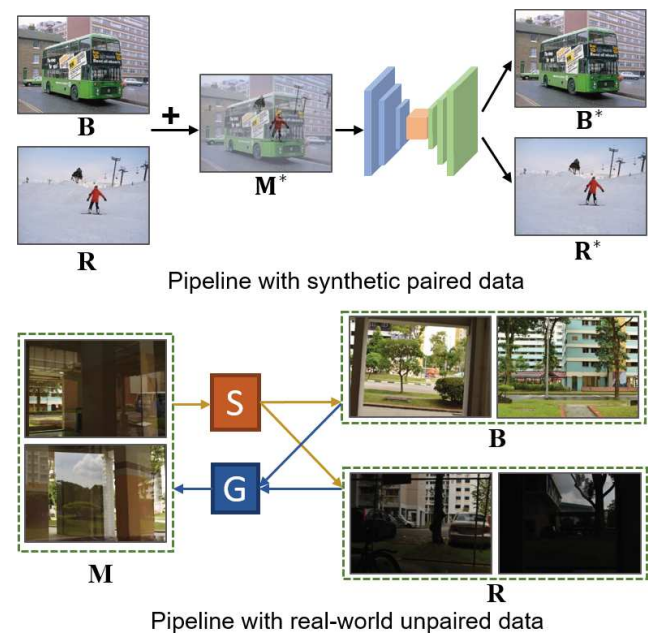 B
+
M*
B*
R
R*
Pipeline with synthetic paired data
S
B
G
M
R
Pipeline with real-world unpaired data